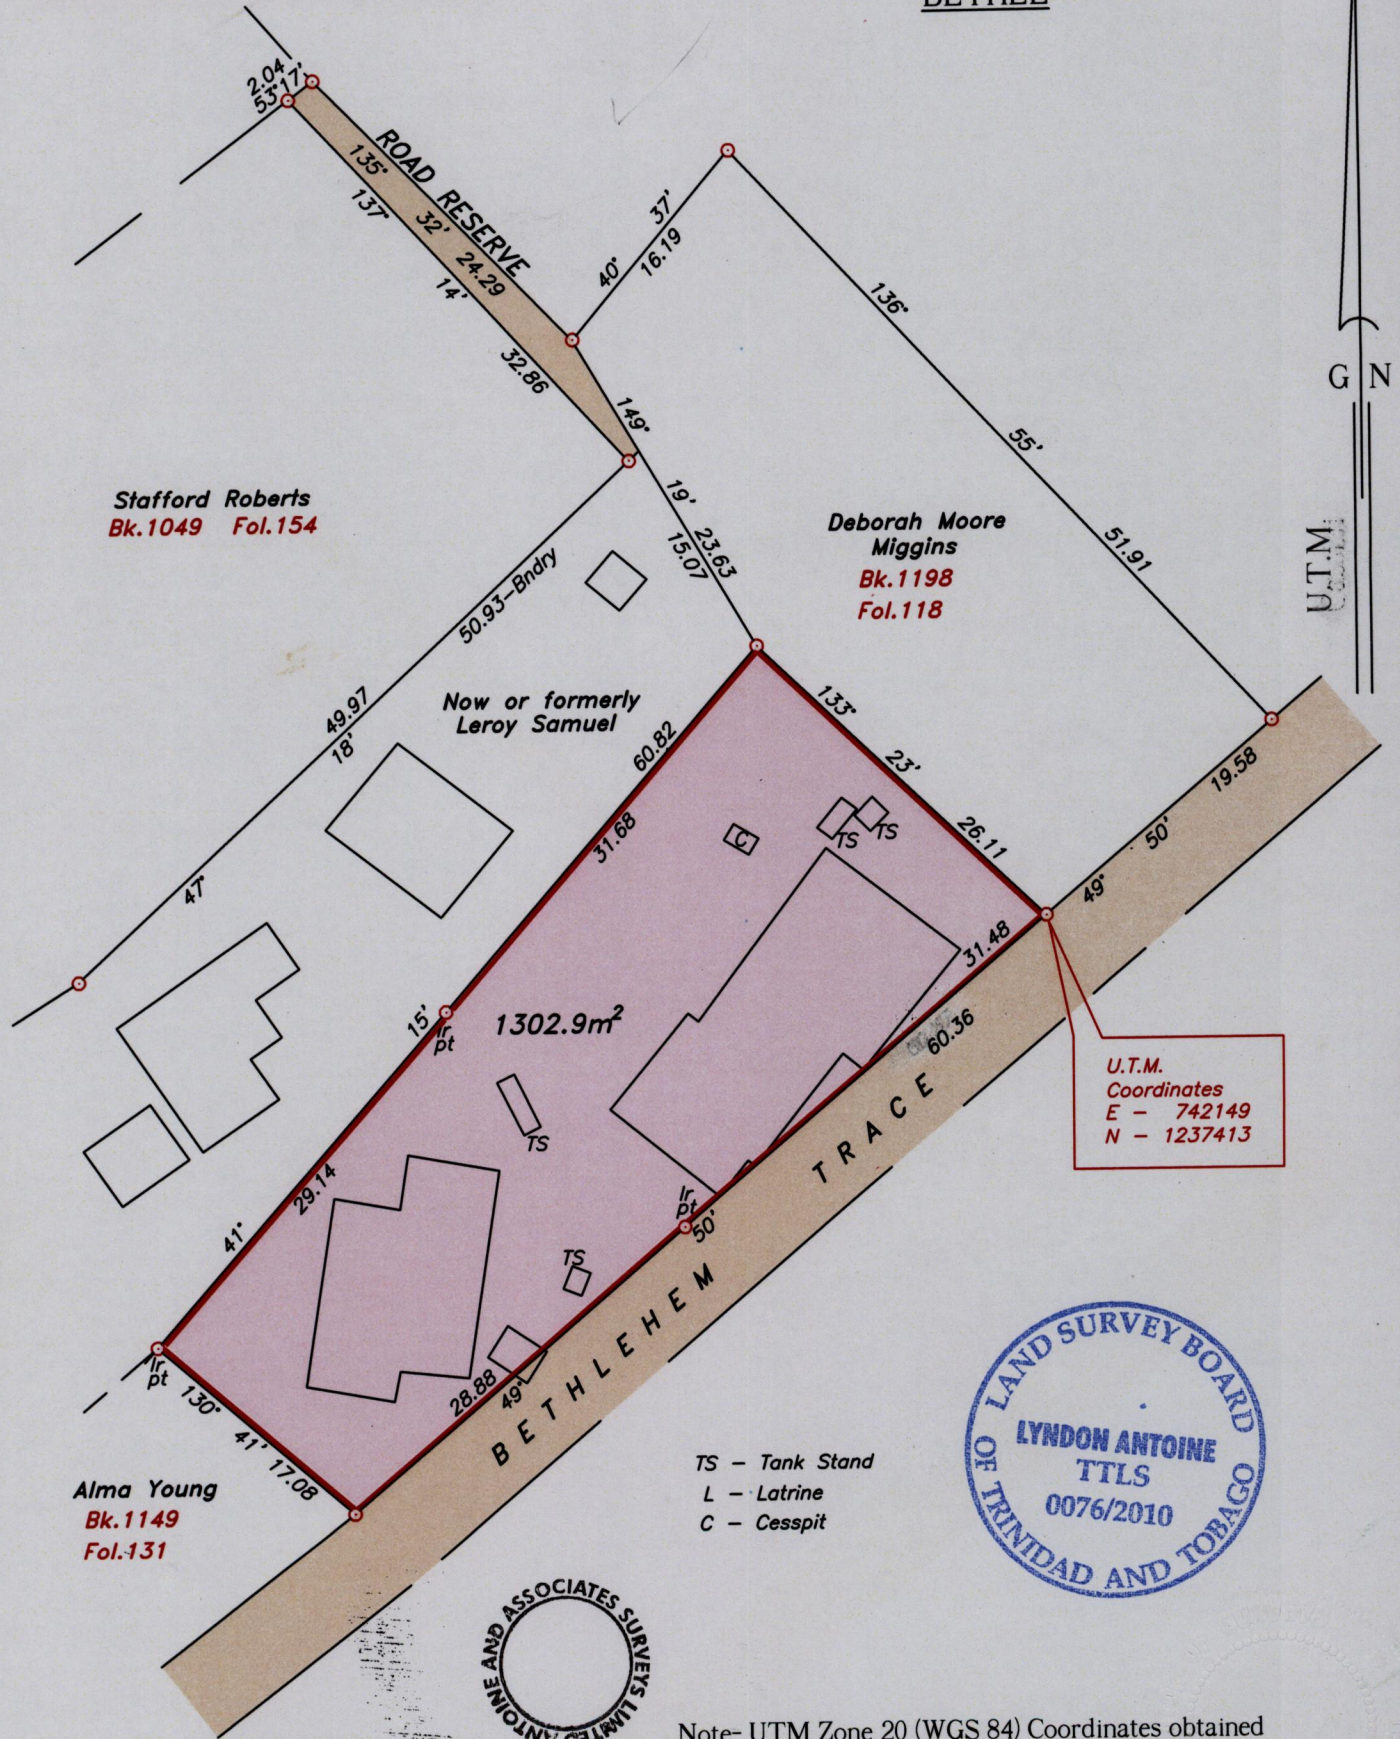 BETHEL
2.04
53°17'
ROAD RESERVE
135°
32'
24.29
137°
14'
32.86
40°
37'
16.19
136°
55'
51.91
G N
U.T.M.
149°
19'
23.63
15.07
Stafford Roberts
Bk.1049 Fol.154
Deborah Moore
Miggins
Bk.1198
Fol.118
50.93-Bndry
49.97
18'
47°
Now or formerly
Leroy Samuel
60.82
31.68
133°
23'
26.11
TS
TS
C
19.58
50'
49°
31.48
60.36
15'
Ir
pt
1302.9m²
TS
U.T.M.
Coordinates
E - 742149
N - 1237413
29.14
41°
Ir
pt
50'
TS
BETHLEHEM TRACE
28.88
49°
Ir
pt
130°
41'
17.08
Alma Young
Bk.1149
Fol.131
TS - Tank Stand
L - Latrine
C - Cesspit
LAND SURVEY BOARD
OF TRINIDAD AND TOBAGO
LYNDON ANTOINE
TTLS
0076/2010
ANTOINE AND ASSOCIATES SURVEYS LIMITED
Note- UTM Zone 20 (WGS 84) Coordinates obtained